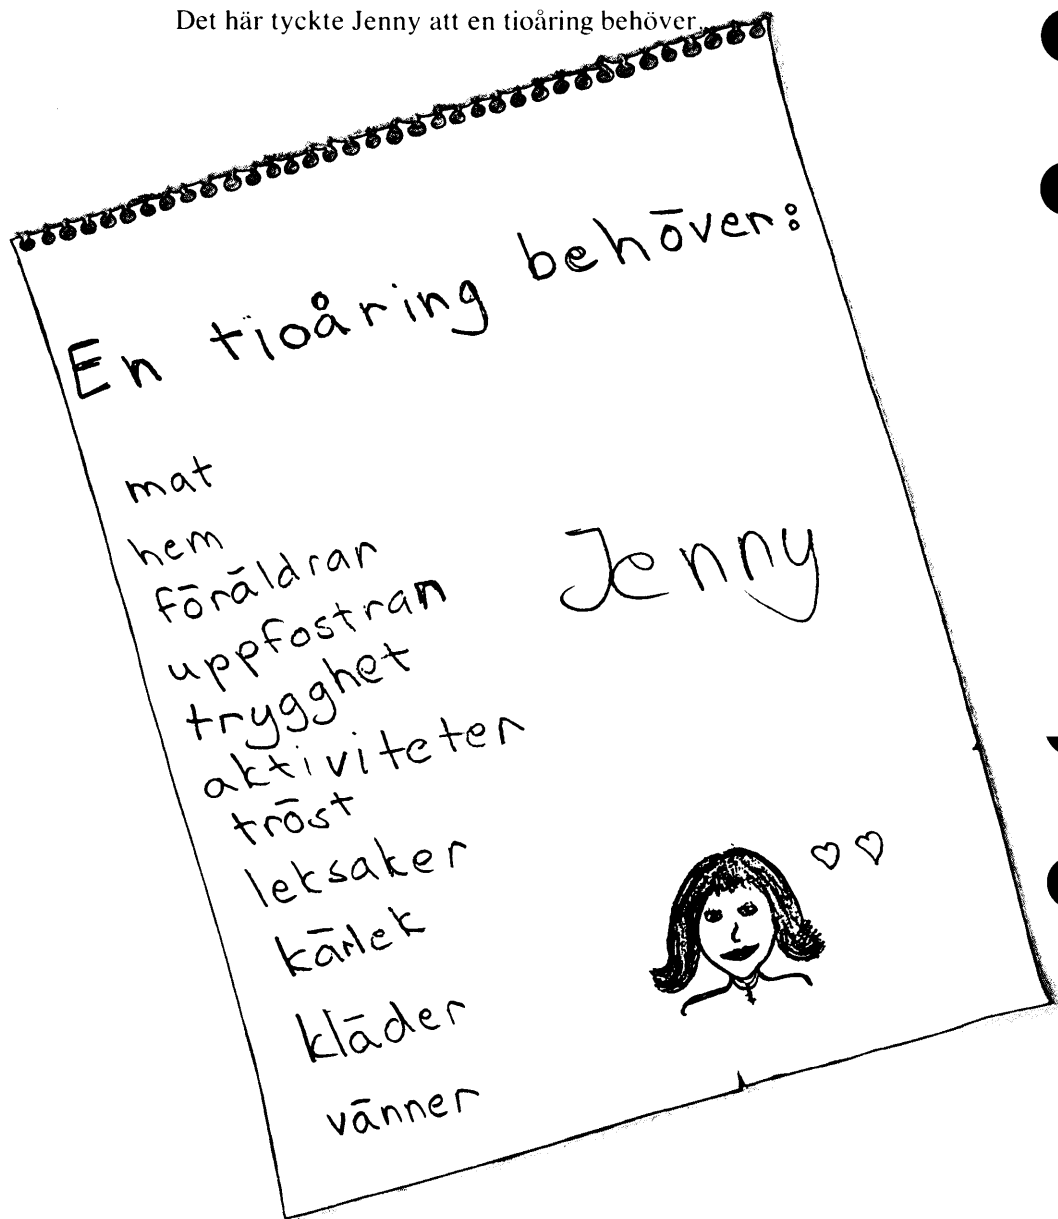 Det här tyckte Jenny att en tioåring behöver...
En tioåring behöver:
mat
hem
föräldrar
uppfostran
trygghet
aktiviteter
tröst
leksaker
kärlek
kläder
vänner
Jenny